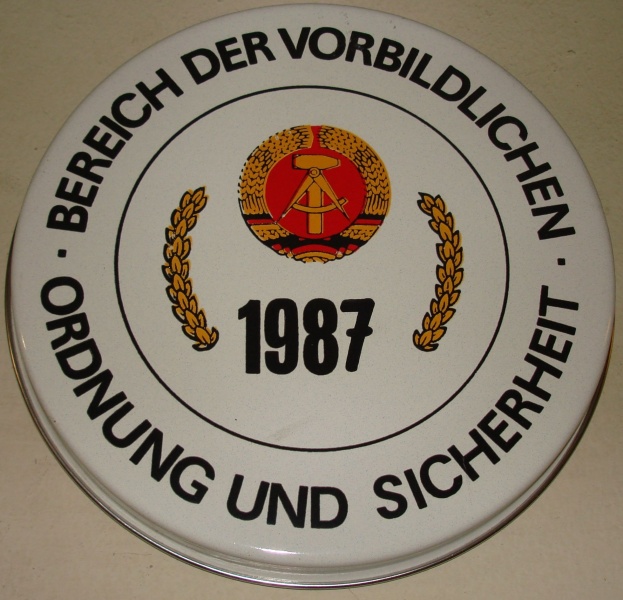 BEREICH DER VORBILDLICHEN
ORDNUNG UND SICHERHEIT
1987